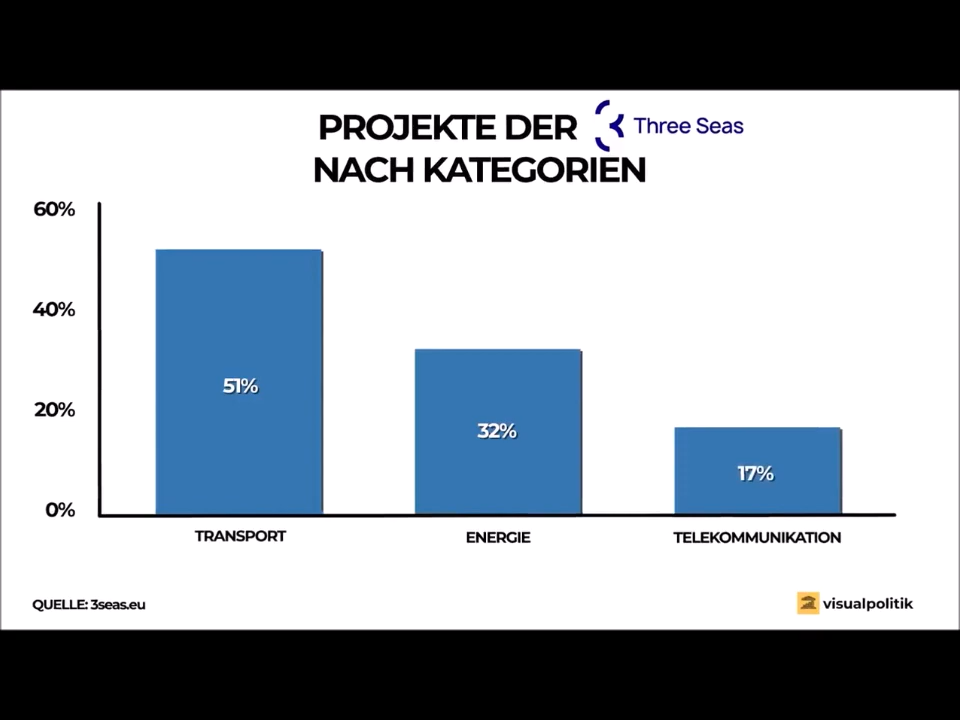 PROJEKTE DER Three Seas
NACH KATEGORIEN
60%
40%
20%
0%
51%
32%
17%
TRANSPORT
ENERGIE
TELEKOMMUNIKATION
QUELLE: 3seas.eu
visualpolitik